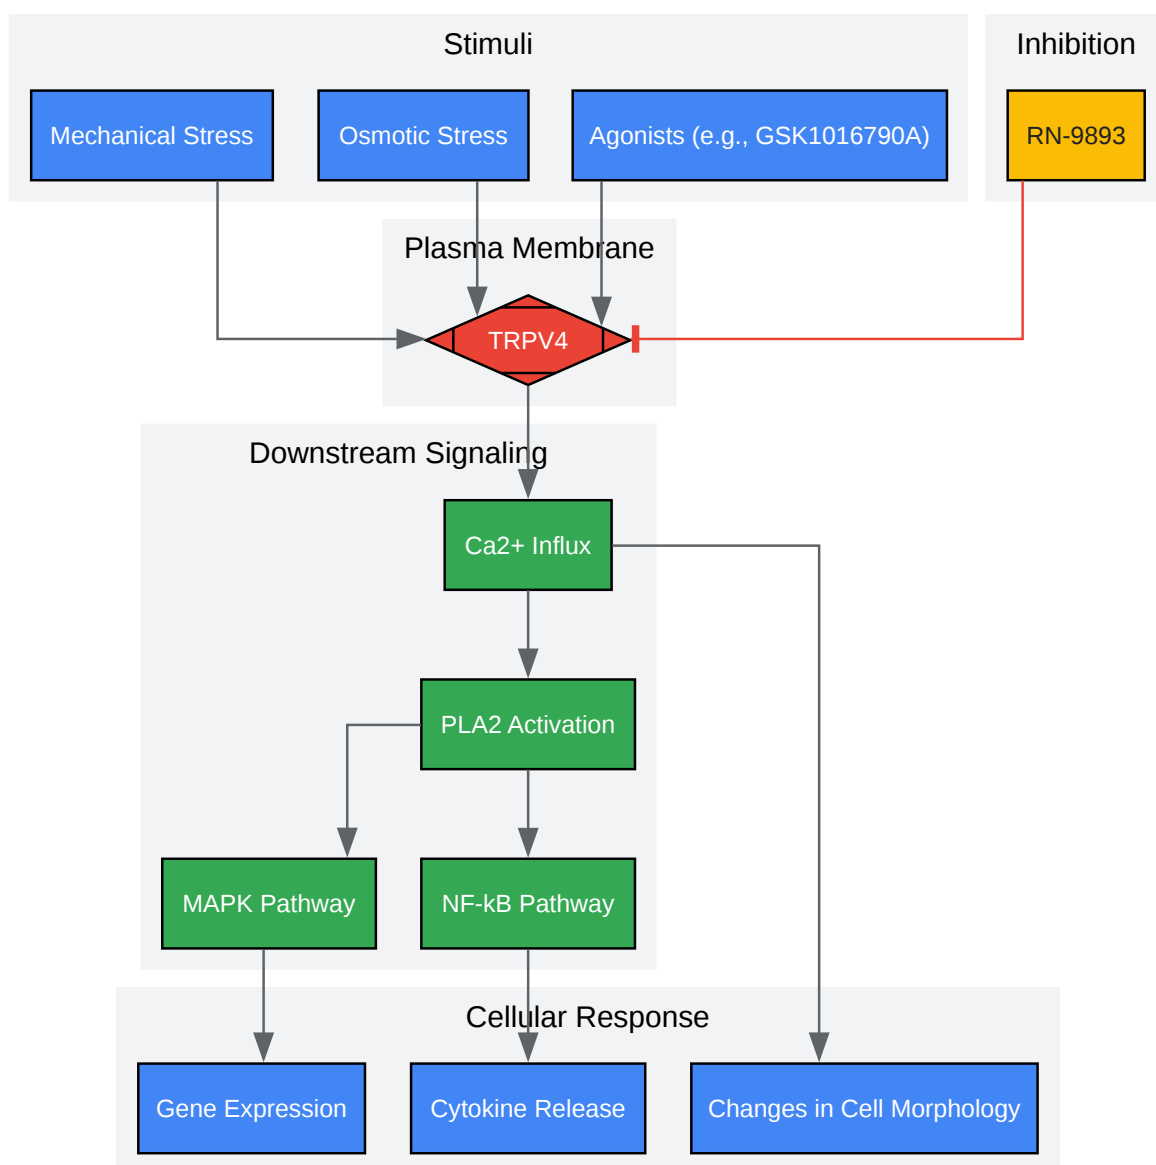 Stimuli
Inhibition
Mechanical Stress
Osmotic Stress
Agonists (e.g., GSK1016790A)
RN-9893
Plasma Membrane
TRPV4
Downstream Signaling
Ca2+ Influx
PLA2 Activation
MAPK Pathway
NF-kB Pathway
Cellular Response
Gene Expression
Cytokine Release
Changes in Cell Morphology